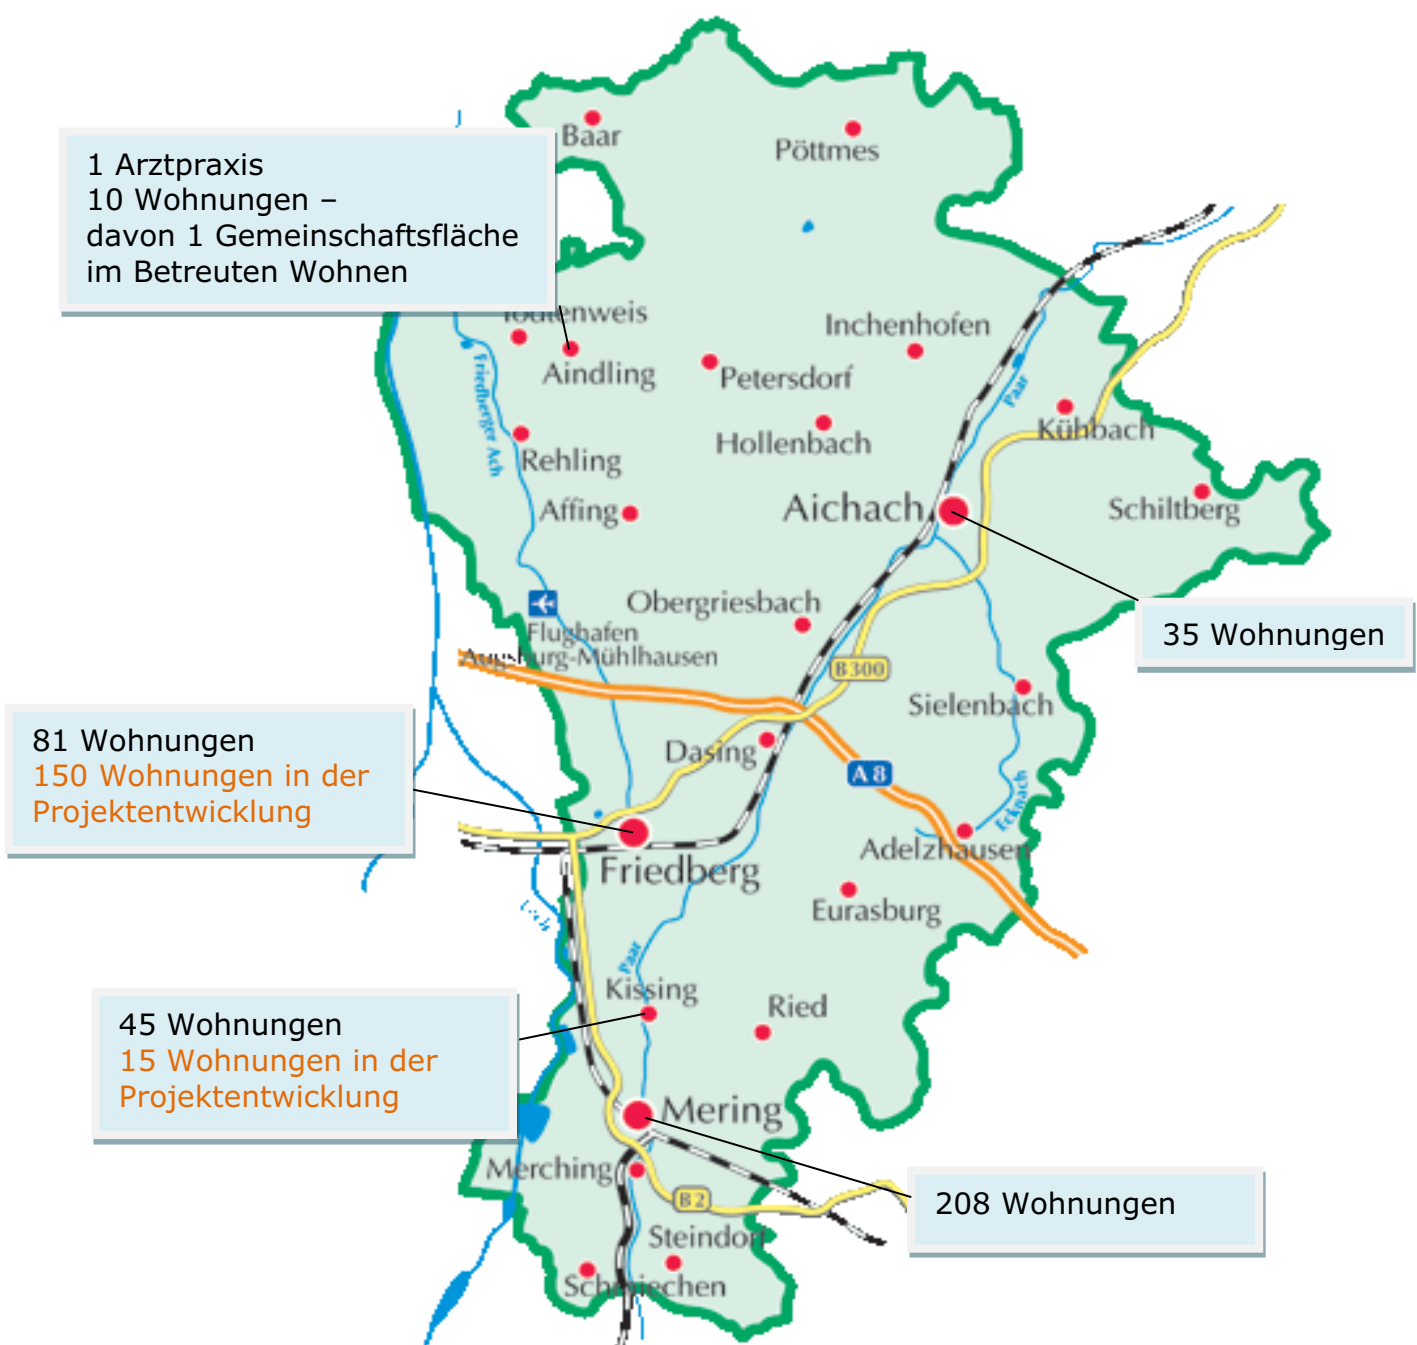 Baar
Pöttmes
1 Arztpraxis
10 Wohnungen –
davon 1 Gemeinschaftsfläche
im Betreuten Wohnen
Todtenweis
Inchenhofen
Aindling
Petersdorf
Friedberger Ach
Paar
Hollenbach
Kühbach
Rehling
Affing
Aichach
Schiltberg
Obergriesbach
Flughafen
Augsburg-Mühlhausen
35 Wohnungen
B 300
Sielenbach
81 Wohnungen
150 Wohnungen in der
Projektentwicklung
Dasing
A 8
Ecknach
Adelzhausen
Friedberg
Eurasburg
Lech
Paar
Kissing
Ried
45 Wohnungen
15 Wohnungen in der
Projektentwicklung
Mering
Merching
B 2
208 Wohnungen
Steindorf
Schmiechen